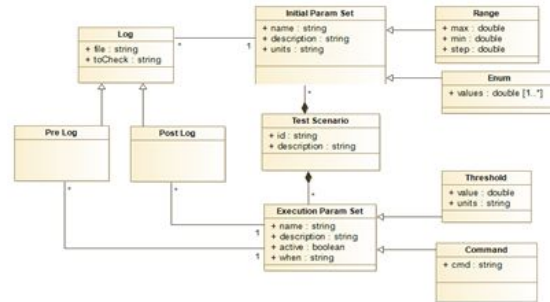 Log
+ file : string
+ toCheck : string
*
1
Initial Param Set
+ name : string
+ description : string
+ units : string
Range
+ max : double
+ min : double
+ step : double
Enum
+ values : double [1..*]
*
Pre Log
Post Log
Test Scenario
+ id : string
+ description : string
*
*
*
Execution Param Set
+ name : string
+ description : string
+ active : boolean
+ when : string
1
1
Threshold
+ value : double
+ units : string
Command
+ cmd : string